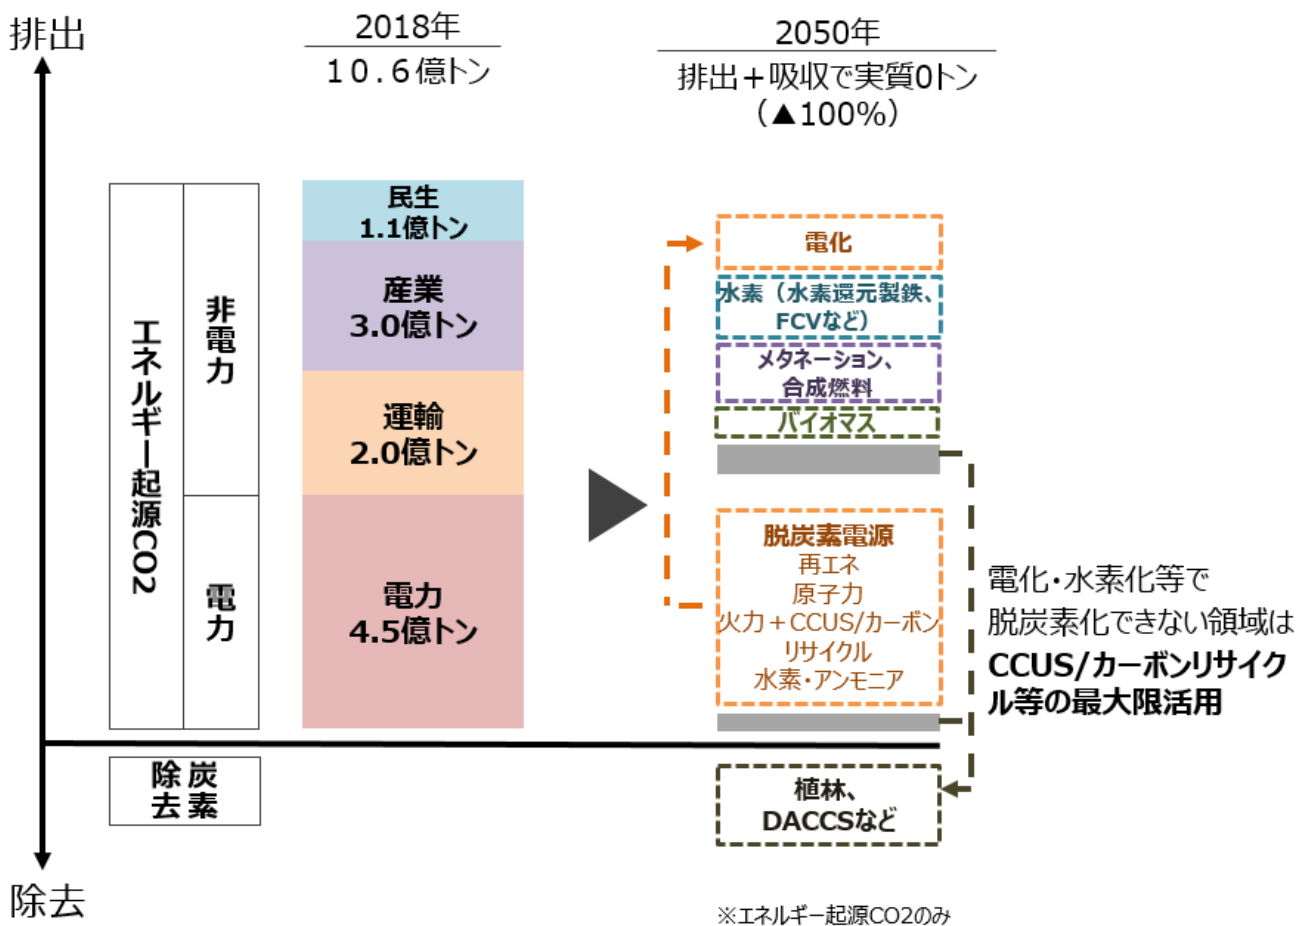 排出
2018年
１０.６億トン
2050年
排出＋吸収で実質0トン
（▲100%）
エネルギー起源CO2
非電力
電力
民生
1.1億トン
産業
3.0億トン
運輸
2.0億トン
電力
4.5億トン
電化
水素（水素還元製鉄、
FCVなど）
メタネーション、
合成燃料
バイオマス
脱炭素電源
再エネ
原子力
火力＋CCUS/カーボン
リサイクル
水素・アンモニア
電化・水素化等で
脱炭素化できない領域は
CCUS/カーボンリサイク
ル等の最大限活用
炭素
除去
植林、
DACCSなど
除去
※エネルギー起源CO2のみ